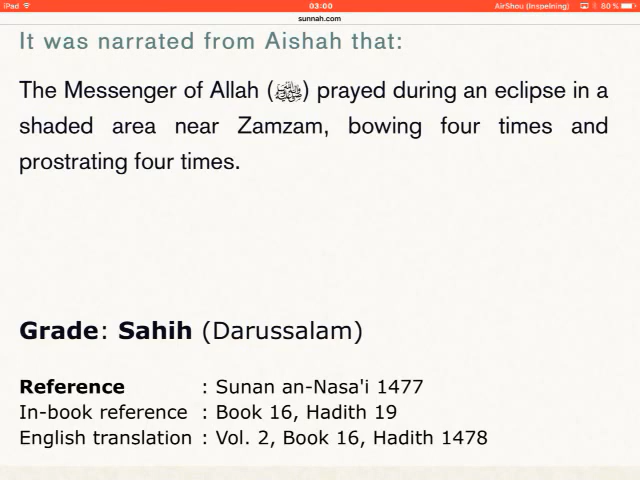 iPad 03:00 AirShou (Inspelning) 80 %
sunnah.com
It was narrated from Aishah that:
The Messenger of Allah (ﷺ) prayed during an eclipse in a
shaded area near Zamzam, bowing four times and
prostrating four times.
Grade: Sahih (Darussalam)
Reference : Sunan an-Nasa'i 1477
In-book reference : Book 16, Hadith 19
English translation : Vol. 2, Book 16, Hadith 1478